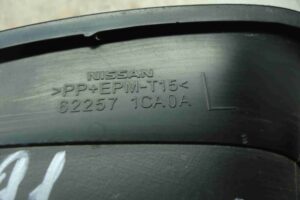 NISSAN
>PP+EPM-T15<
62257 1CA0A L